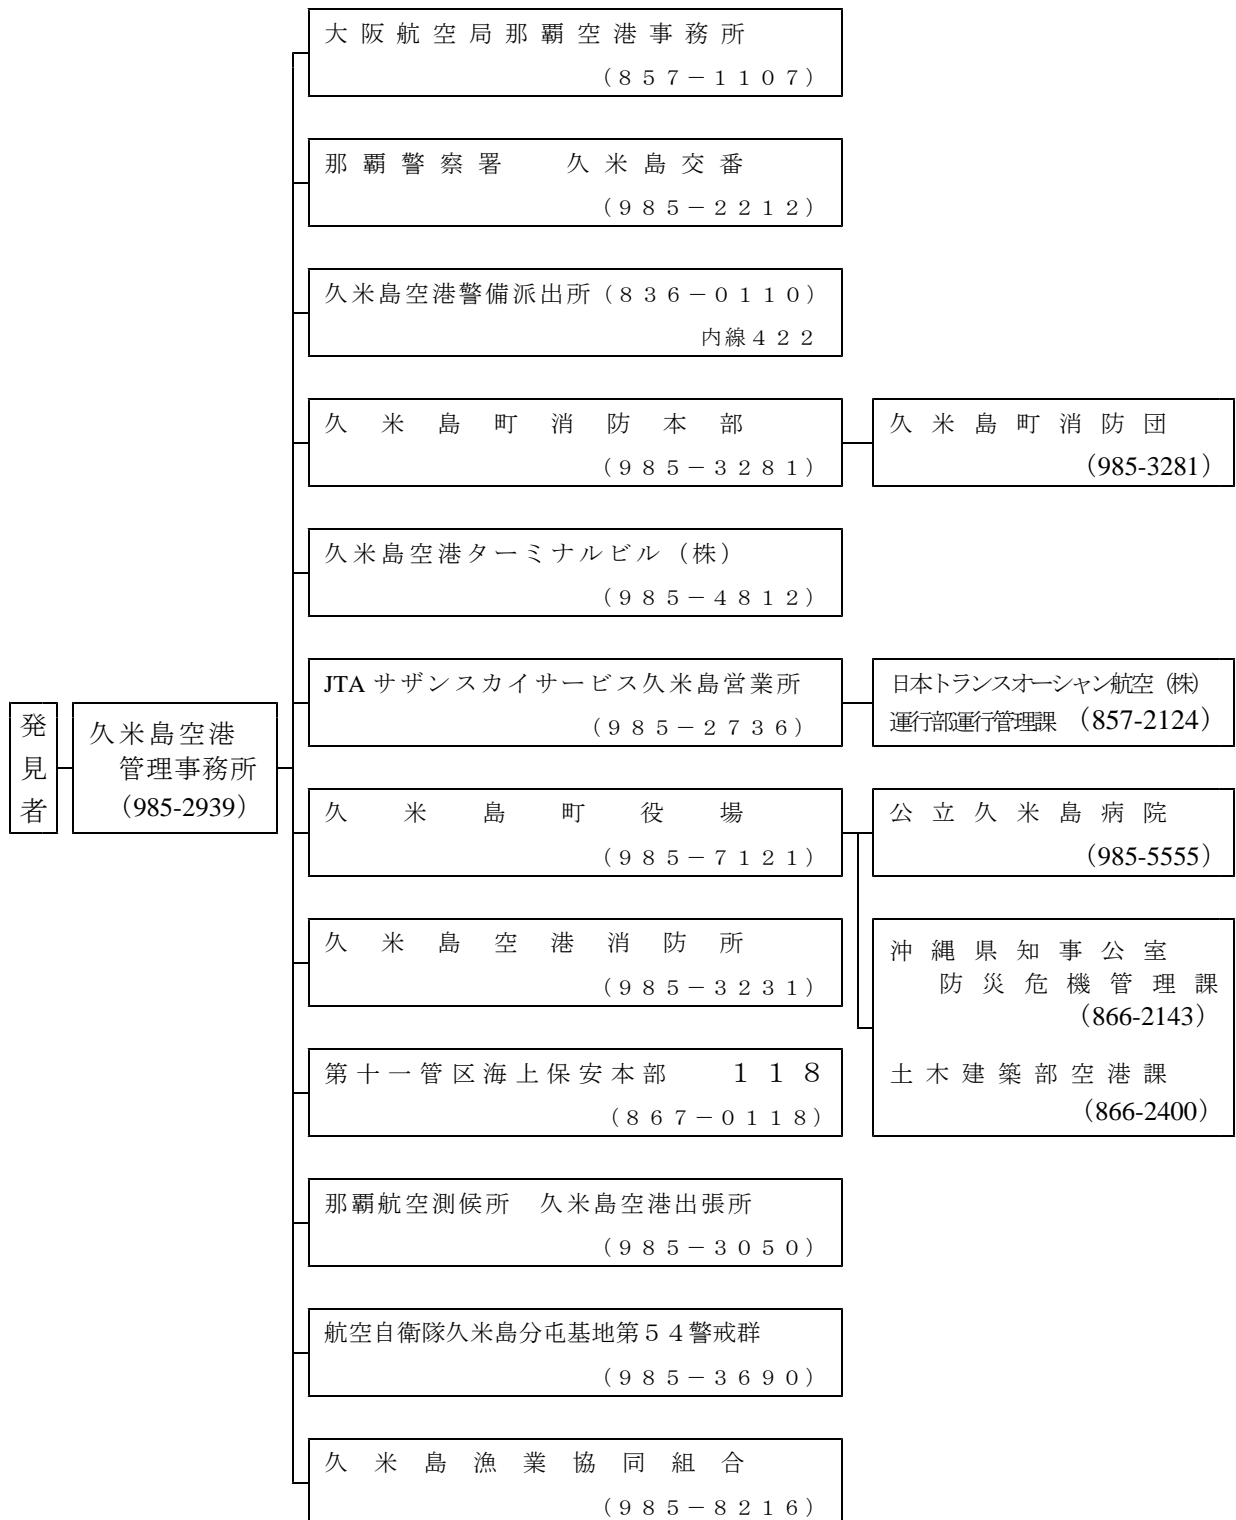 大阪航空局那覇空港事務所
(857-1107)
那覇警察署　久米島交番
(985-2212)
久米島空港警備派出所(836-0110)
内線422
久米島町消防本部
(985-3281)
久米島町消防団
(985-3281)
久米島空港ターミナルビル(株)
(985-4812)
JTAサザンスカイサービス久米島営業所
(985-2736)
日本トランスオーシャン航空(株)
運行部運行管理課 (857-2124)
発見者
久米島空港
管理事務所
(985-2939)
久米島町役場
(985-7121)
公立久米島病院
(985-5555)
久米島空港消防所
(985-3231)
沖縄県知事公室
防災危機管理課
(866-2143)
土木建築部空港課
(866-2400)
第十一管区海上保安本部　118
(867-0118)
那覇航空測候所　久米島空港出張所
(985-3050)
航空自衛隊久米島分屯基地第54警戒群
(985-3690)
久米島漁業協同組合
(985-8216)